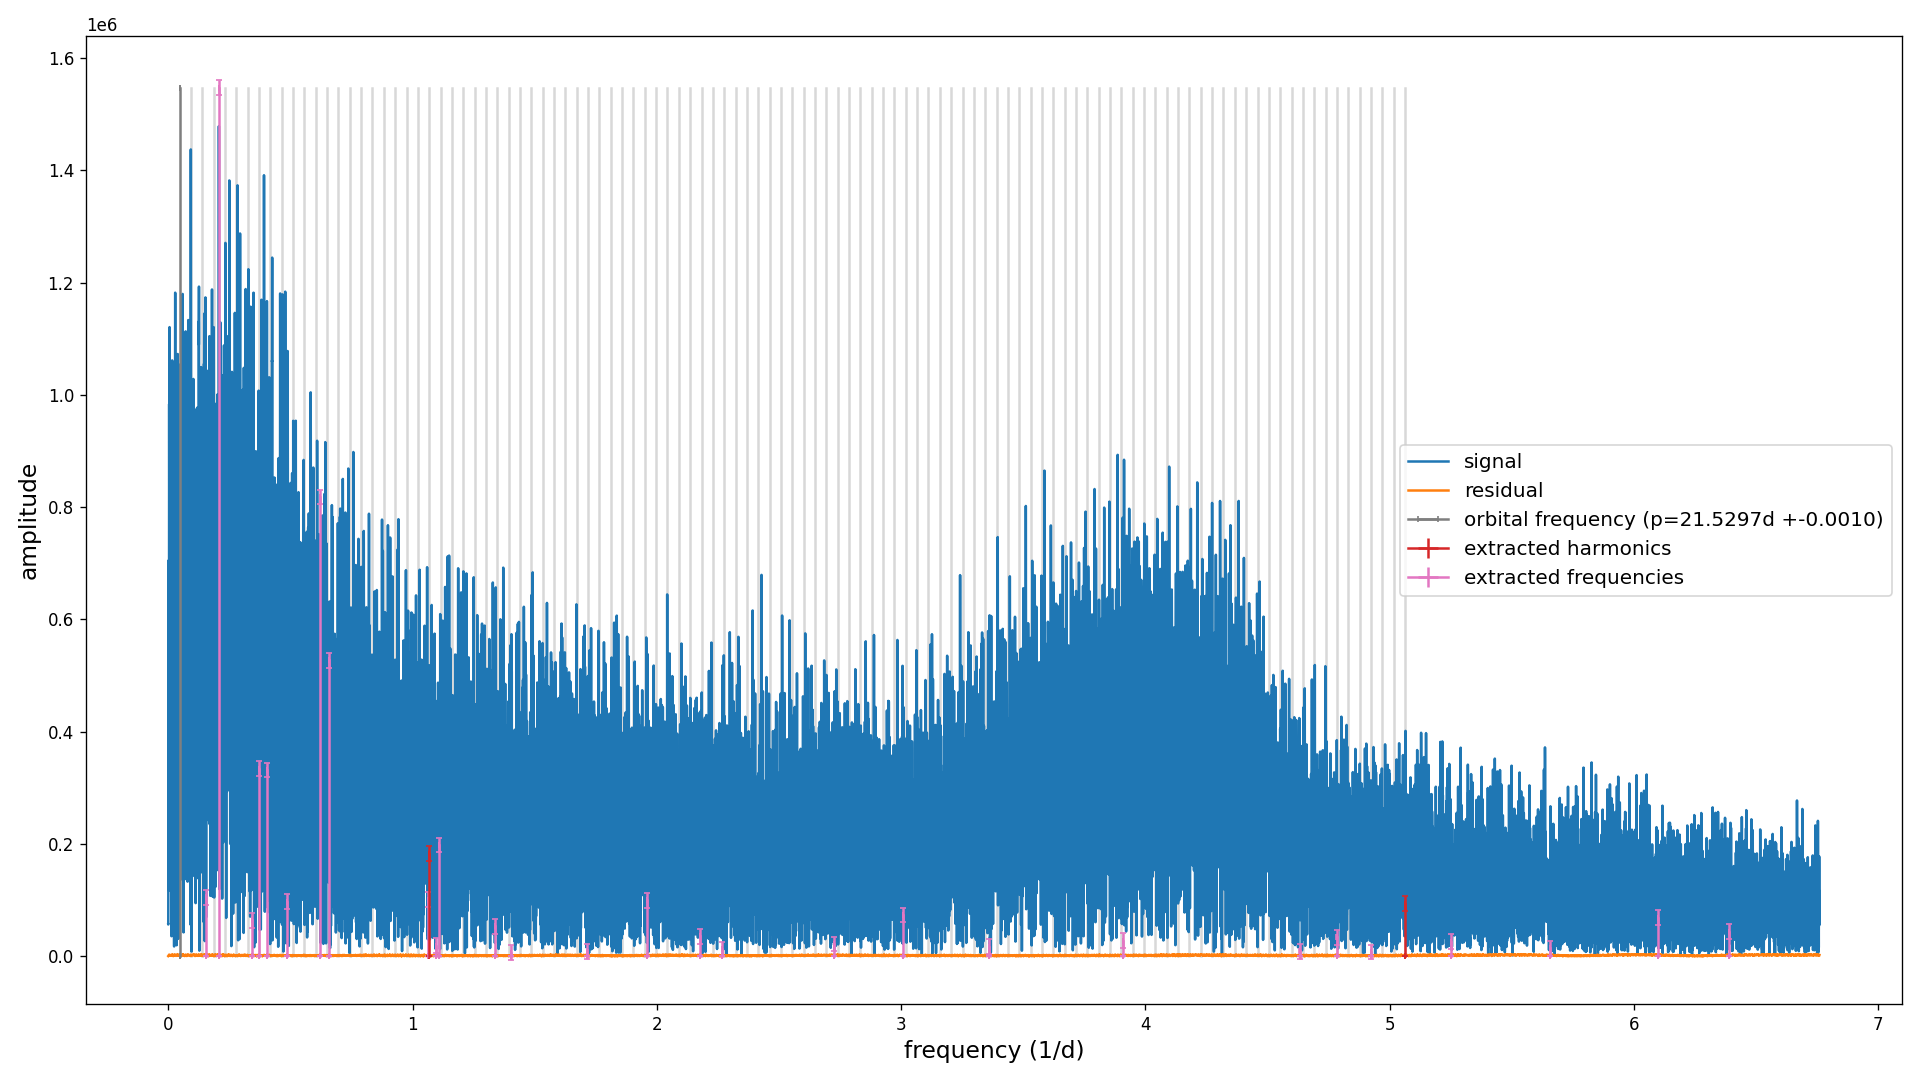 1e6
1.6
1.4
1.2
1.0
0.8
0.6
0.4
0.2
0.0
amplitude
signal
residual
orbital frequency (p=21.5297d +-0.0010)
extracted harmonics
extracted frequencies
0 1 2 3 4 5 6 7
frequency (1/d)